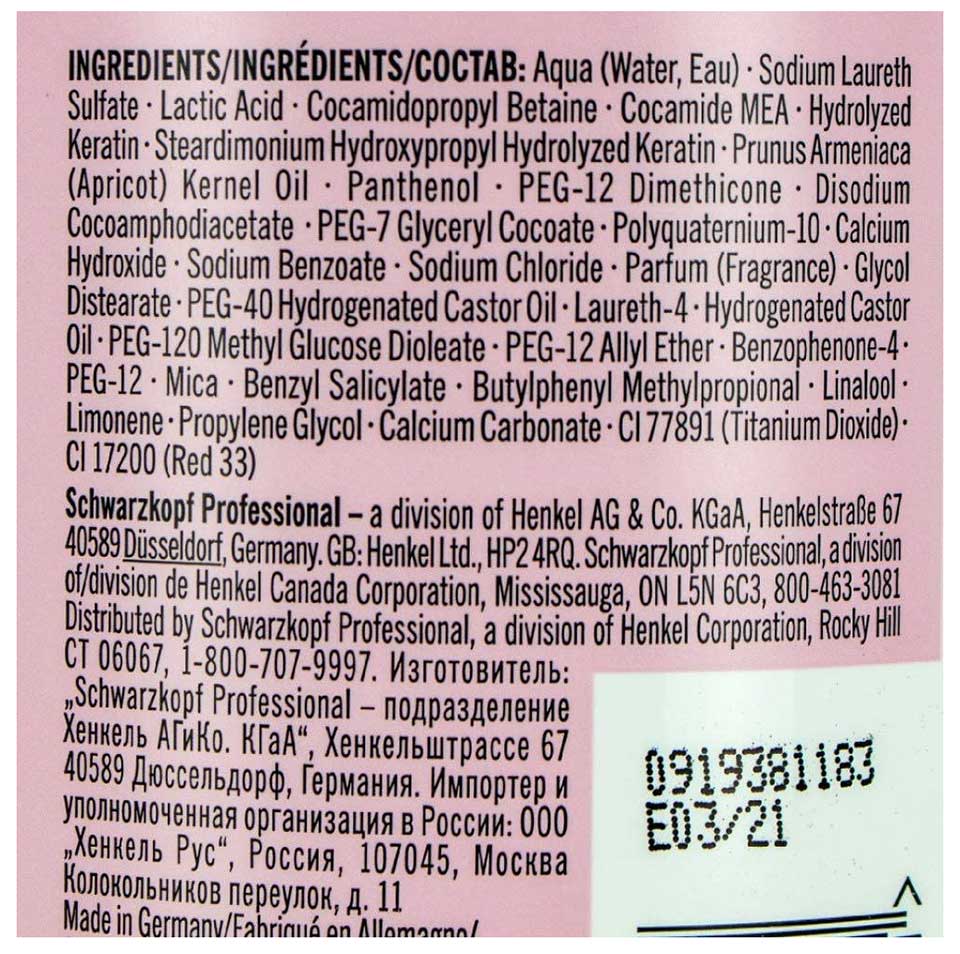 INGREDIENTS/INGRÉDIENTS/СОСТАВ: Aqua (Water, Eau) · Sodium Laureth
Sulfate · Lactic Acid · Cocamidopropyl Betaine · Cocamide MEA · Hydrolyzed
Keratin · Steardimonium Hydroxypropyl Hydrolyzed Keratin · Prunus Armeniaca
(Apricot) Kernel Oil · Panthenol · PEG-12 Dimethicone · Disodium
Cocoamphodiacetate · PEG-7 Glyceryl Cocoate · Polyquaternium-10 · Calcium
Hydroxide · Sodium Benzoate · Sodium Chloride · Parfum (Fragrance) · Glycol
Distearate · PEG-40 Hydrogenated Castor Oil · Laureth-4 · Hydrogenated Castor
Oil · PEG-120 Methyl Glucose Dioleate · PEG-12 Allyl Ether · Benzophenone-4 ·
PEG-12 · Mica · Benzyl Salicylate · Butylphenyl Methylpropional · Linalool ·
Limonene · Propylene Glycol · Calcium Carbonate · CI 77891 (Titanium Dioxide) ·
CI 17200 (Red 33)
Schwarzkopf Professional – a division of Henkel AG & Co. KGaA, Henkelstraße 67
40589 Düsseldorf, Germany. GB: Henkel Ltd., HP2 4RQ. Schwarzkopf Professional, a division
of/division de Henkel Canada Corporation, Mississauga, ON L5N 6C3, 800-463-3081
Distributed by Schwarzkopf Professional, a division of Henkel Corporation, Rocky Hill
CT 06067, 1-800-707-9997. Изготовитель:
„Schwarzkopf Professional – подразделение
Хенкель АГиКо. КГаА“, Хенкельштрассе 67
40589 Дюссельдорф, Германия. Импортер и
уполномоченная организация в России: ООО
„Хенкель Рус“, Россия, 107045, Москва
Колокольников переулок, д. 11
Made in Germany/Fabriqué en Allemagne/
0919381183
E03/21